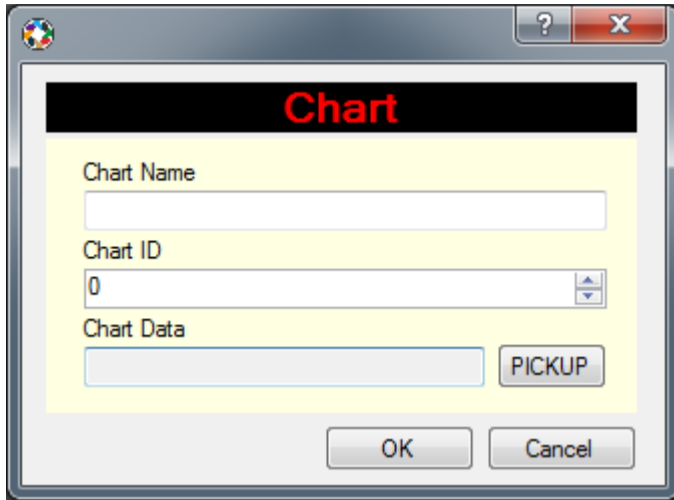 ?
X
Chart
Chart Name
Chart ID
0
Chart Data
PICKUP
OK
Cancel